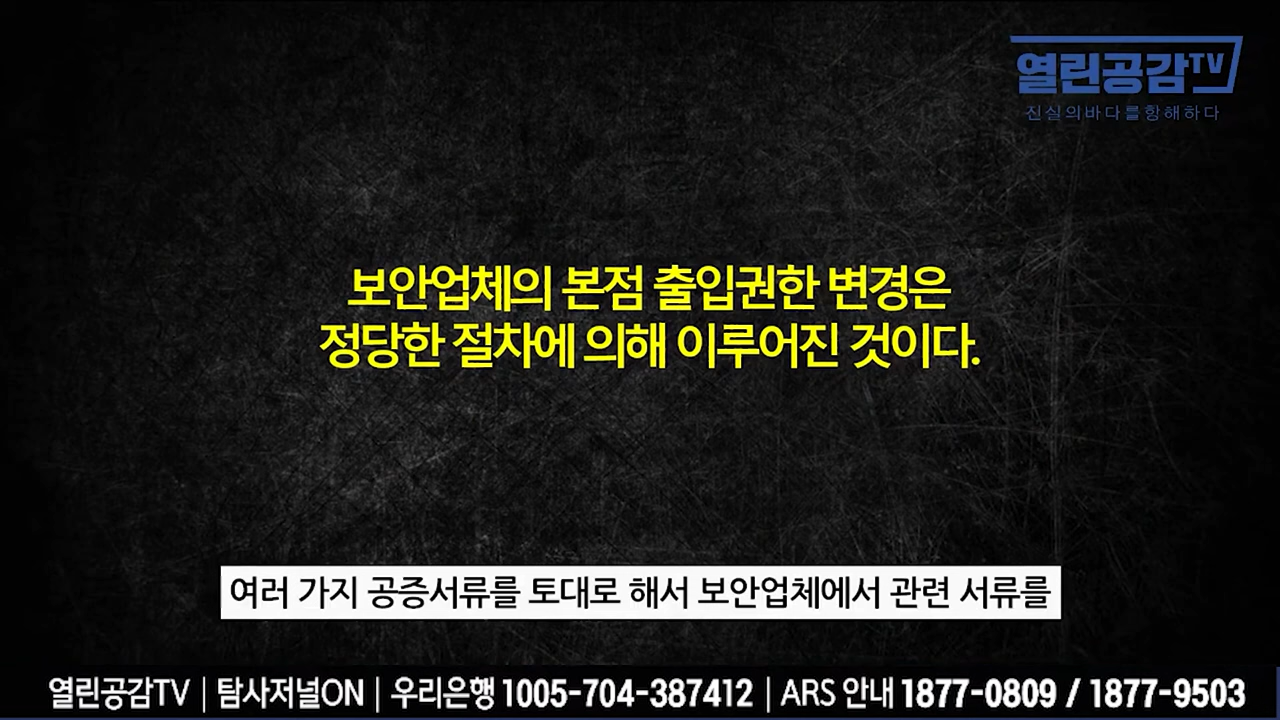 열린공감TV
진실의바다를항해하다
보안업체의 본점 출입권한 변경은
정당한 절차에 의해 이루어진 것이다.
여러 가지 공증서류를 토대로 해서 보안업체에서 관련 서류를
열린공감TV | 탐사저널ON | 우리은행 1005-704-387412 | ARS 안내 1877-0809 / 1877-9503